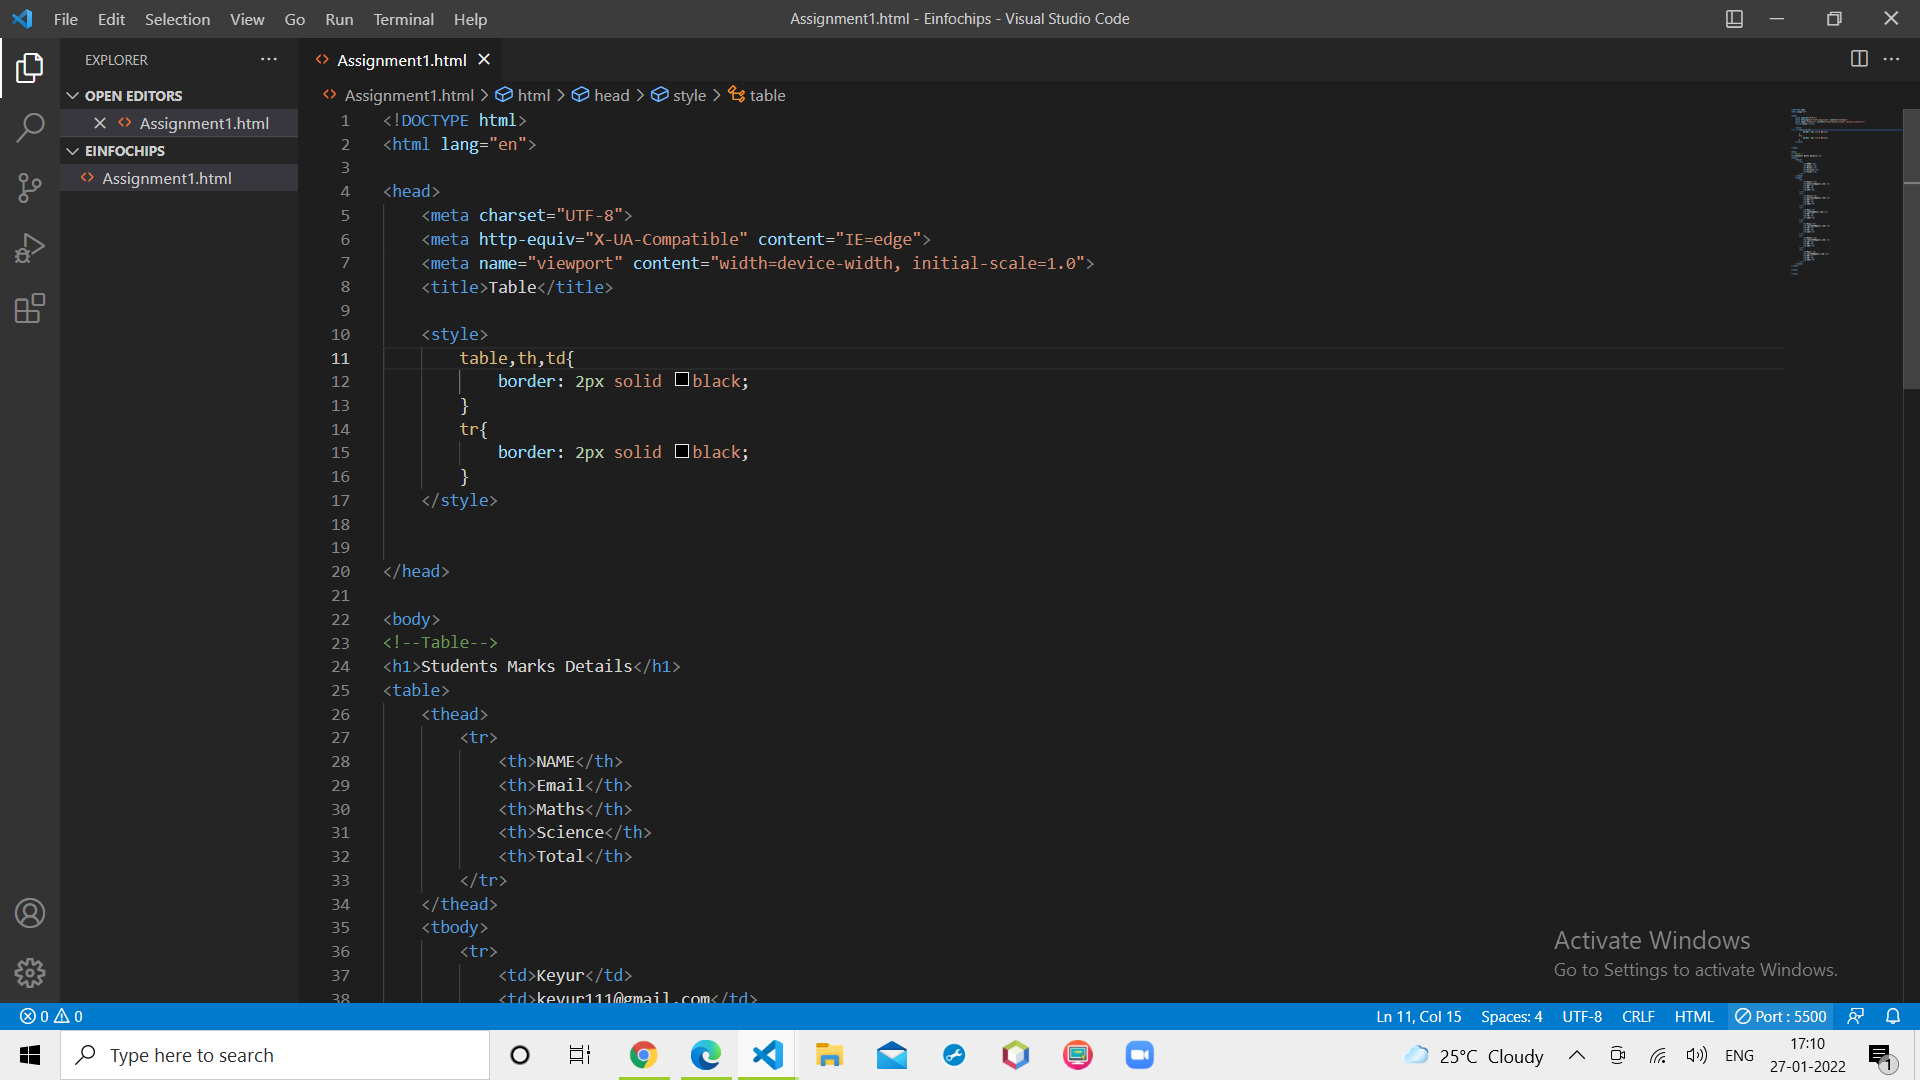 File Edit Selection View Go Run Terminal Help
Assignment1.html - Einfochips - Visual Studio Code
EXPLORER
OPEN EDITORS
Assignment1.html
EINFOCHIPS
Assignment1.html
Assignment1.html
Assignment1.html > html > head > style > table
1 <!DOCTYPE html>
2 <html lang="en">
3
4 <head>
5 <meta charset="UTF-8">
6 <meta http-equiv="X-UA-Compatible" content="IE=edge">
7 <meta name="viewport" content="width=device-width, initial-scale=1.0">
8 <title>Table</title>
9
10 <style>
11 table,th,td{
12 border: 2px solid black;
13 }
14 tr{
15 border: 2px solid black;
16 }
17 </style>
18
19
20 </head>
21
22 <body>
23 <!--Table-->
24 <h1>Students Marks Details</h1>
25 <table>
26 <thead>
27 <tr>
28 <th>NAME</th>
29 <th>Email</th>
30 <th>Maths</th>
31 <th>Science</th>
32 <th>Total</th>
33 </tr>
34 </thead>
35 <tbody>
36 <tr>
37 <td>Keyur</td>
38 <td>keyur111@gmail.com</td>
Activate Windows
Go to Settings to activate Windows.
0 0
Ln 11, Col 15 Spaces: 4 UTF-8 CRLF HTML Port : 5500
Type here to search
25°C Cloudy
ENG
17:10
27-01-2022
1